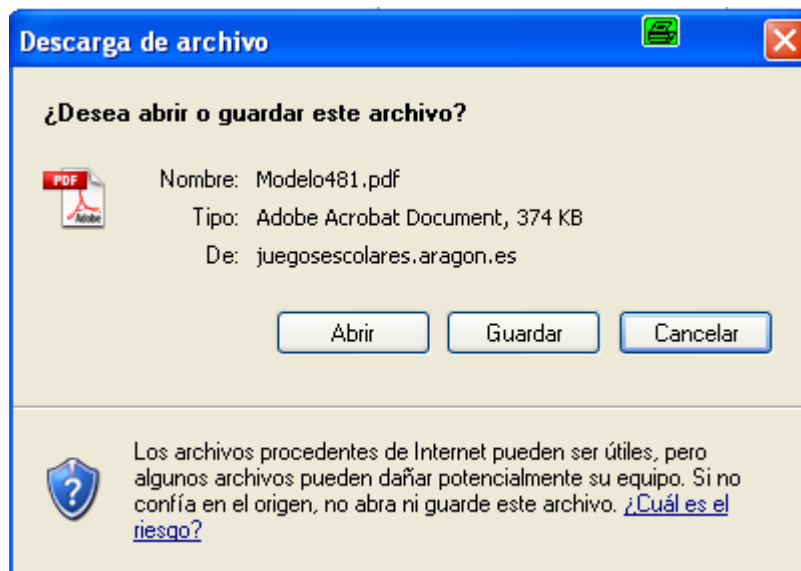 Descarga de archivo
¿Desea abrir o guardar este archivo?
PDF
Adobe
Nombre: Modelo481.pdf
Tipo: Adobe Acrobat Document, 374 KB
De: juegosescolares.aragon.es
Abrir Guardar Cancelar
Los archivos procedentes de Internet pueden ser útiles, pero
algunos archivos pueden dañar potencialmente su equipo. Si no
confía en el origen, no abra ni guarde este archivo. ¿Cuál es el
riesgo?